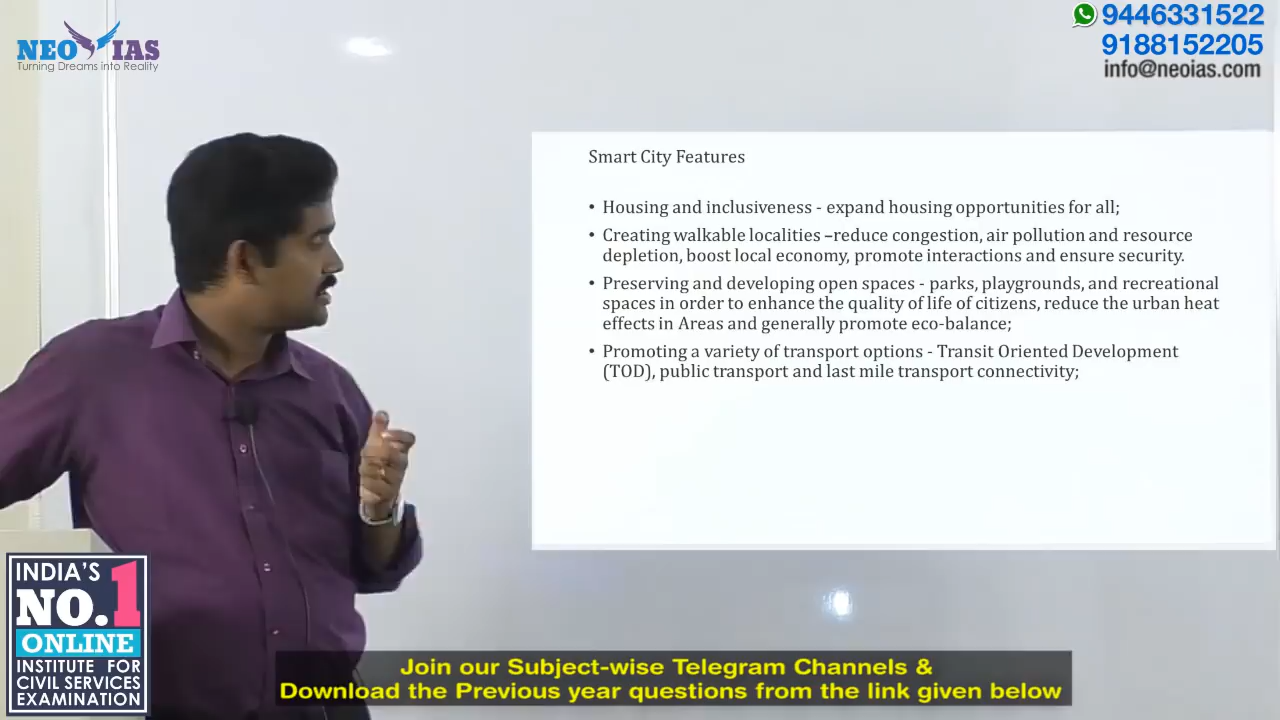 NEO IAS
Turning Dreams into Reality
9446331522
9188152205
info@neoias.com
Smart City Features
• Housing and inclusiveness - expand housing opportunities for all;
• Creating walkable localities –reduce congestion, air pollution and resource
depletion, boost local economy, promote interactions and ensure security.
• Preserving and developing open spaces - parks, playgrounds, and recreational
spaces in order to enhance the quality of life of citizens, reduce the urban heat
effects in Areas and generally promote eco-balance;
• Promoting a variety of transport options - Transit Oriented Development
(TOD), public transport and last mile transport connectivity;
INDIA'S
NO.1
ONLINE
INSTITUTE FOR
CIVIL SERVICES
EXAMINATION
Join our Subject-wise Telegram Channels &
Download the Previous year questions from the link given below